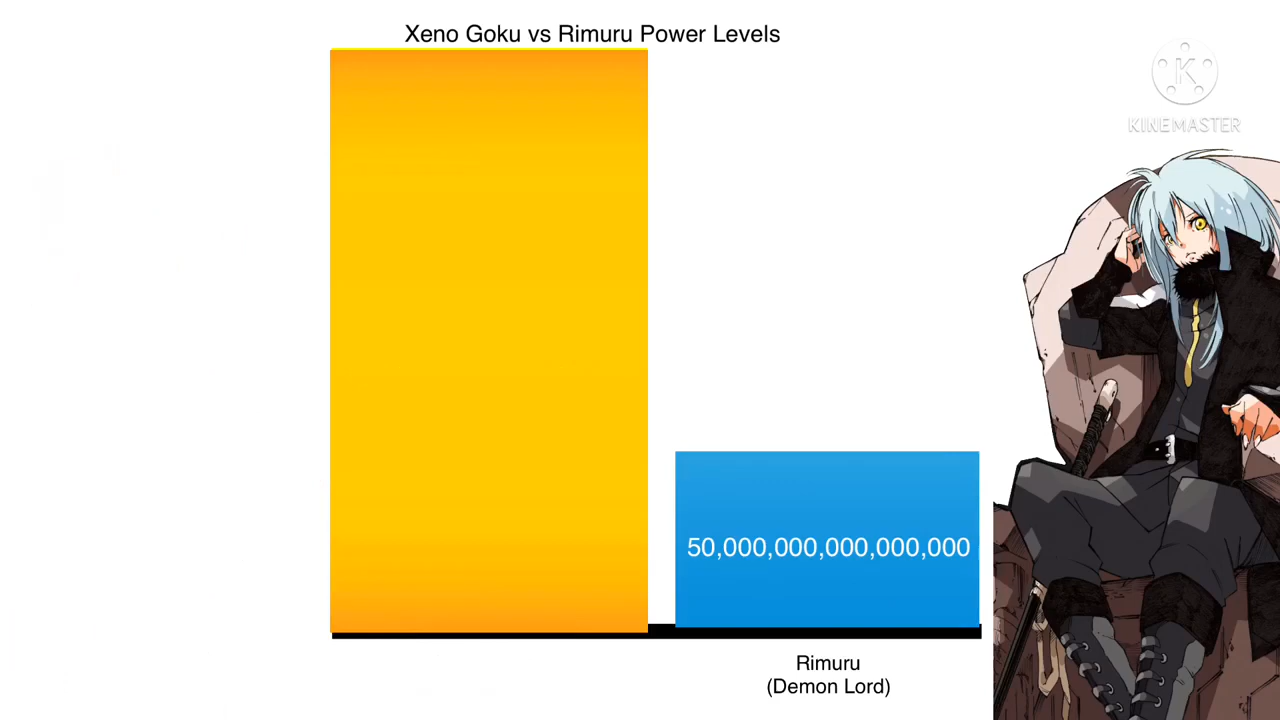 Xeno Goku vs Rimuru Power Levels
K
KINEMASTER
50,000,000,000,000,000
Rimuru
(Demon Lord)